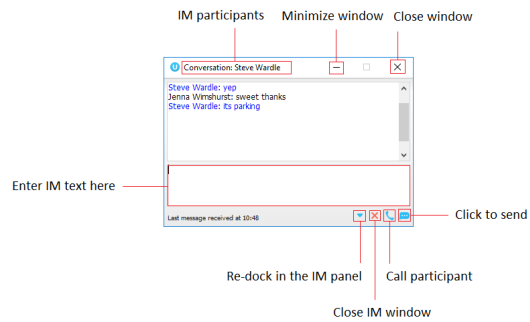 IM participants
Minimize window
Close window
U
Conversation: Steve Wardle
Steve Wardle: yep
Jenna Wimshurst: sweet thanks
Steve Wardle: its parking
Enter IM text here
Last message received at 10:48
Click to send
Re-dock in the IM panel
Call participant
Close IM window